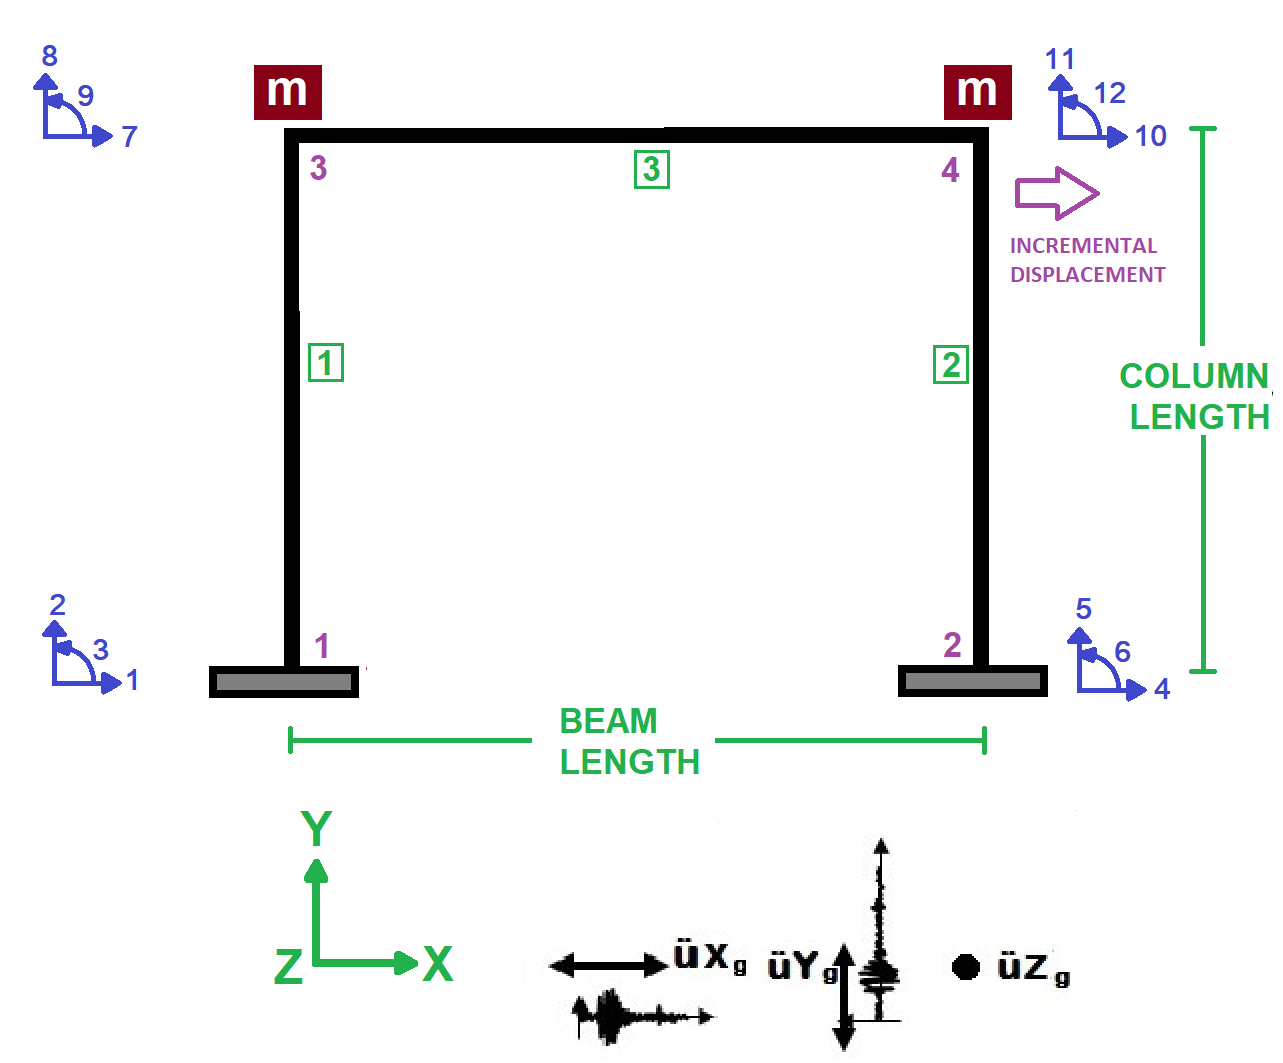 8
9
7
m
m
11
12
10
3
3
4
INCREMENTAL
DISPLACEMENT
1
2
COLUMN
LENGTH
2
3
1
1
2
5
6
4
BEAM
LENGTH
Y
Z
X
üXg
üYg
üZg